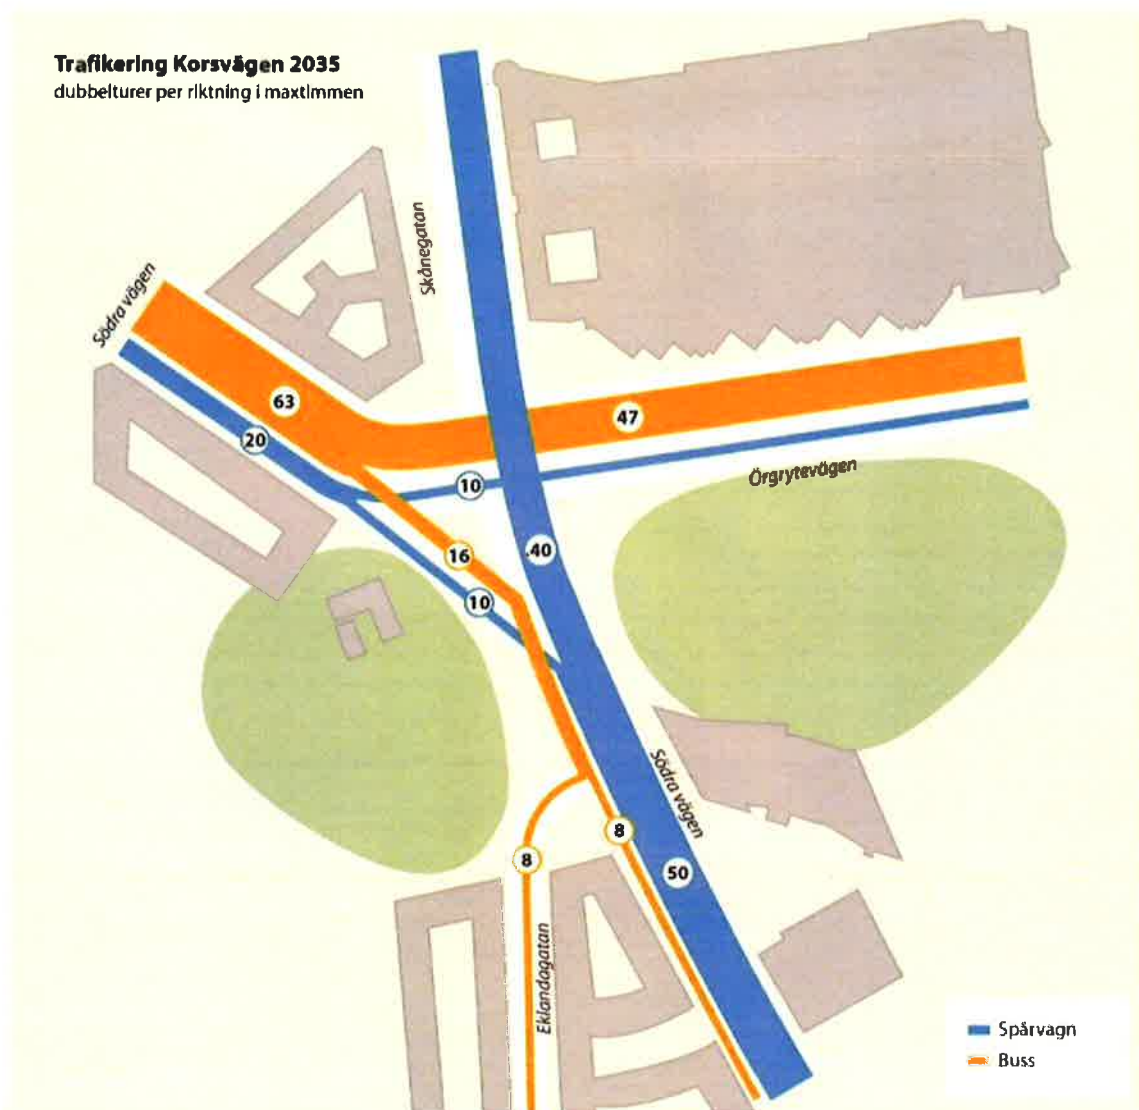 Trafikering Korsvägen 2035
dubbelturer per riktning i maxtimmen
Skånegatan
Södra vägen
63
47
20
10
Örgrytevägen
16
.40
10
Södra vägen
8
8
50
Eklandagatan
Spårvagn
Buss